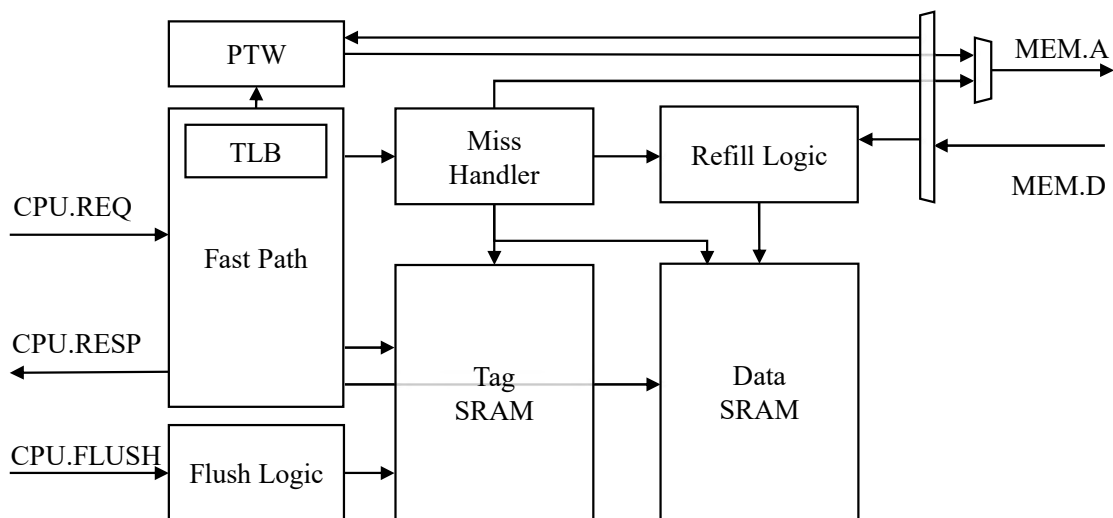 PTW
MEM.A
TLB
Miss
Handler
Refill Logic
MEM.D
CPU.REQ
Fast Path
CPU.RESP
Tag
SRAM
Data
SRAM
CPU.FLUSH
Flush Logic